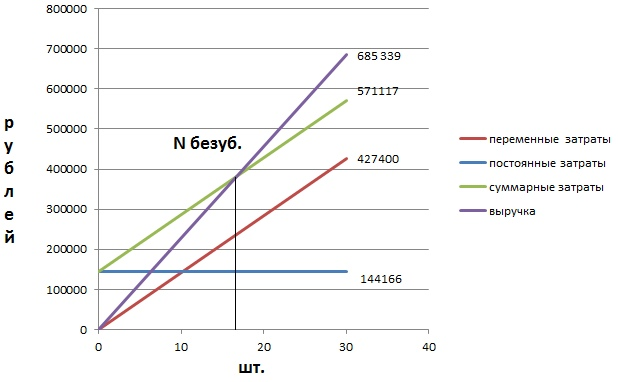 800000
700000
600000
500000
400000
300000
200000
100000
0
0
10
20
30
40
рублей
шт.
N безуб.
685 339
571117
427400
144166
переменные затраты
постоянные затраты
суммарные затраты
выручка